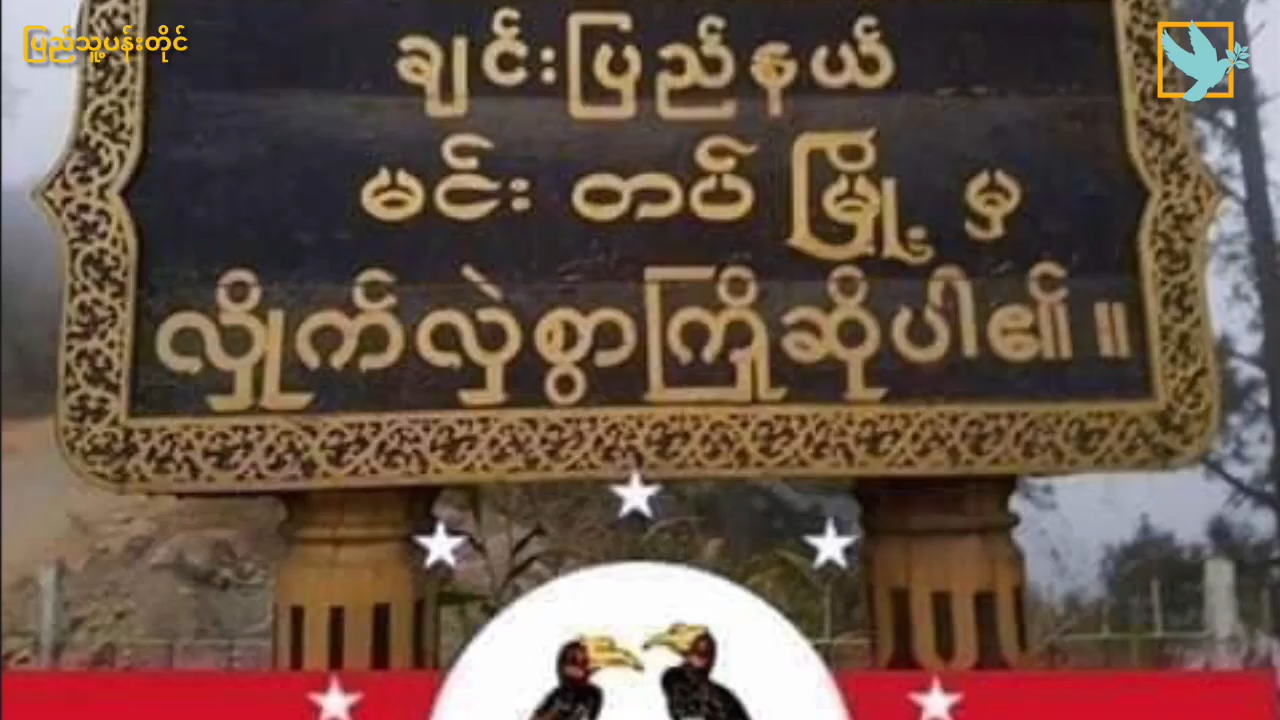 ပြည်သူ့ပန်းတိုင်
ချင်းပြည်နယ်
မင်းတပ်မြို့မှ
လှိုက်လှဲစွာကြိုဆိုပါ၏။